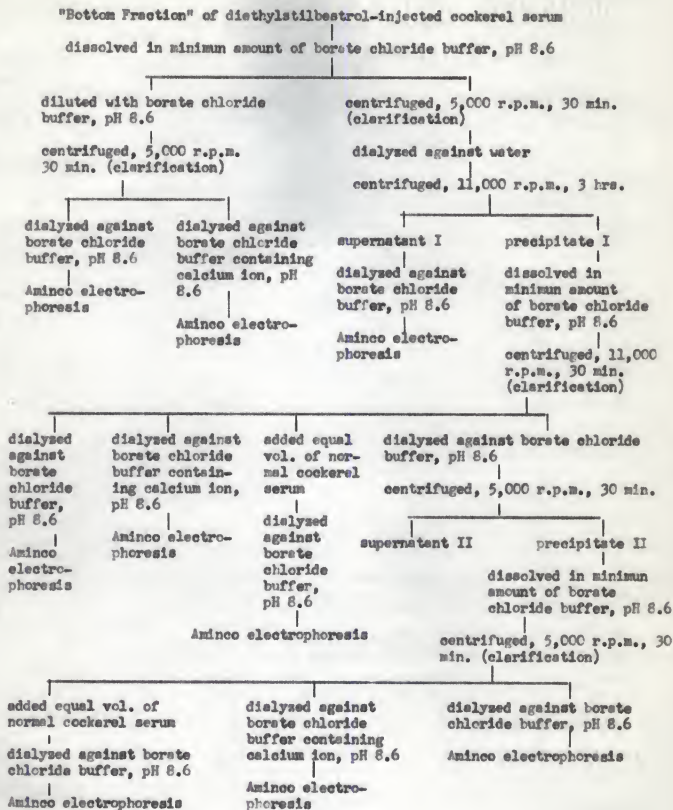 "Bottom Fraction" of diethylstilbestrol-injected cockerel serum
dissolved in minimun amount of borate chloride buffer, pH 8.6
diluted with borate chloride
buffer, pH 8.6
centrifuged, 5,000 r.p.m.
30 min. (clarification)
dialyzed against
borate chloride
buffer, pH 8.6
Aminco electro-
phoresis
dialyzed against
borate chloride
buffer containing
calcium ion, pH
8.6
Aminco electro-
phoresis
centrifuged, 5,000 r.p.m., 30 min.
(clarification)
dialyzed against water
centrifuged, 11,000 r.p.m., 3 hrs.
supernatant I
dialyzed against
borate chloride
buffer, pH 8.6
Aminco electro-
phoresis
precipitate I
dissolved in
minimun amount
of borate chloride
buffer, pH 8.6
centrifuged, 11,000
r.p.m., 30 min.
(clarification)
dialyzed
against
borate
chloride
buffer,
pH 8.6
Aminco
electro-
phoresis
dialyzed against
borate chloride
buffer contain-
ing calcium ion,
pH 8.6
Aminco electro-
phoresis
added equal
vol. of nor-
mal cockerel
serum
dialyzed
against
borate
chloride
buffer,
pH 8.6
Aminco electrophoresis
dialyzed against borate chloride
buffer, pH 8.6
centrifuged, 5,000 r.p.m., 30 min.
supernatant II
precipitate II
dissolved in minimun
amount of borate
chloride buffer, pH 8.6
centrifuged, 5,000 r.p.m., 30
min. (clarification)
added equal vol. of
normal cockerel serum
dialyzed against borate
chloride buffer, pH 8.6
Aminco electrophoresis
dialyzed against
borate chloride
buffer containing
calcium ion, pH 8.6
Aminco electro-
phoresis
dialyzed against borate
chloride buffer, pH 8.6
Aminco electrophoresis